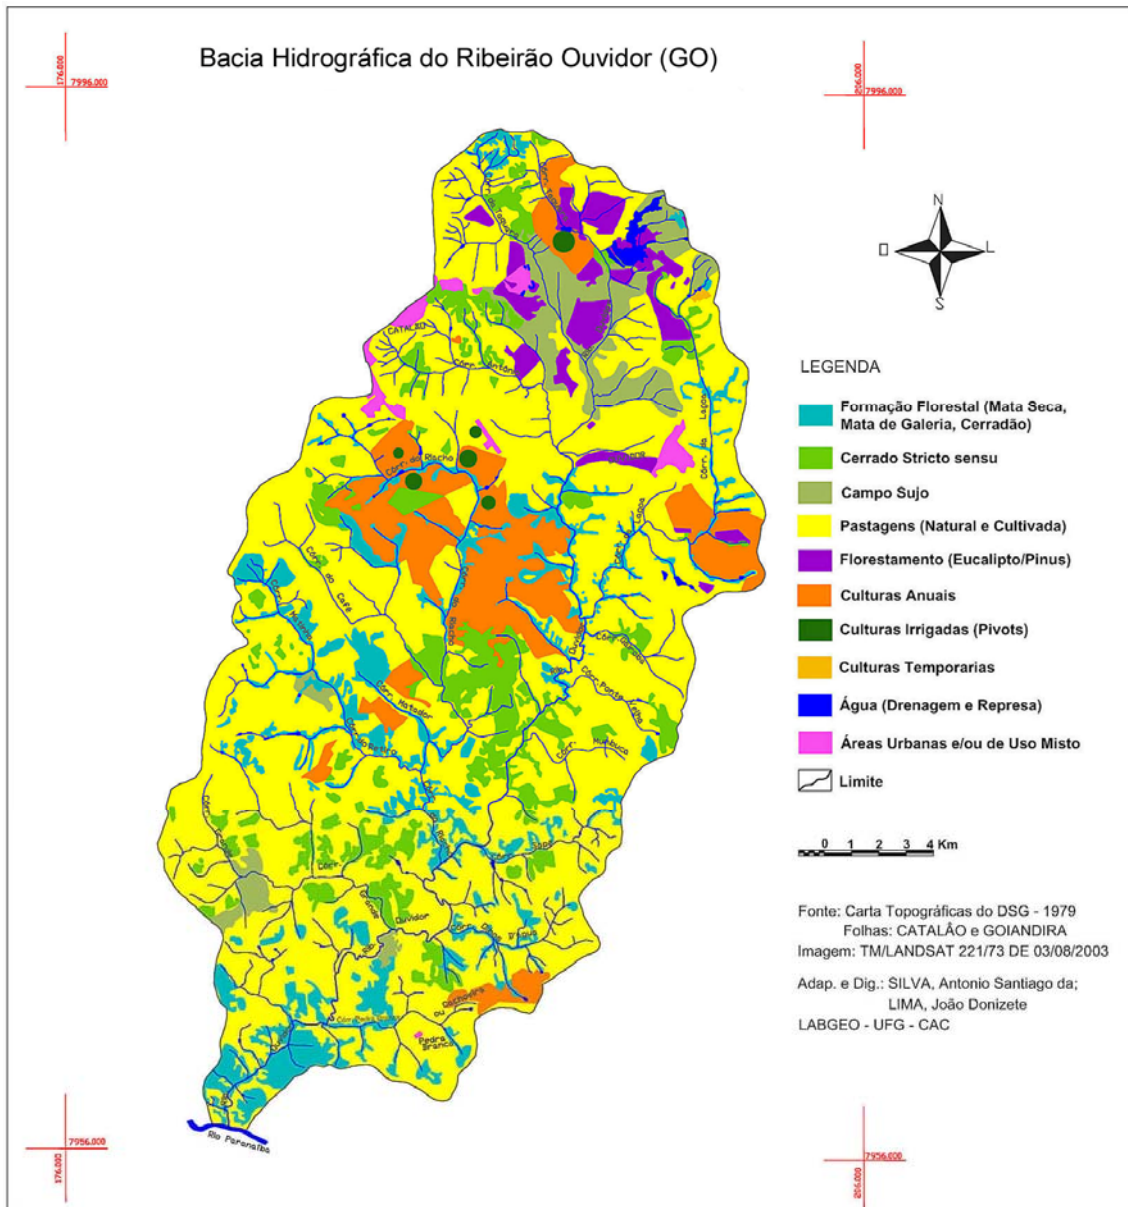 Bacia Hidrográfica do Ribeirão Ouvidor (GO)
176.000
7996.000
206.000
7996.000
N
O
L
S
CATALÃO
Córr. do Riacho
Córr. do Café
Córr. Matador
Córr. Ponte Velha
Pedra Branca
Rio Paranaíba
LEGENDA
Formação Florestal (Mata Seca,
Mata de Galeria, Cerradão)
Cerrado Stricto sensu
Campo Sujo
Pastagens (Natural e Cultivada)
Florestamento (Eucalipto/Pinus)
Culturas Anuais
Culturas Irrigadas (Pivots)
Culturas Temporarias
Água (Drenagem e Represa)
Áreas Urbanas e/ou de Uso Misto
Limite
0 1 2 3 4 Km
Fonte: Carta Topográficas do DSG - 1979
Folhas: CATALÂO e GOIANDIRA
Imagem: TM/LANDSAT 221/73 DE 03/08/2003
Adap. e Dig.: SILVA, Antonio Santiago da;
LIMA, João Donizete
LABGEO - UFG - CAC
7956.000
176.000
7956.000
206.000